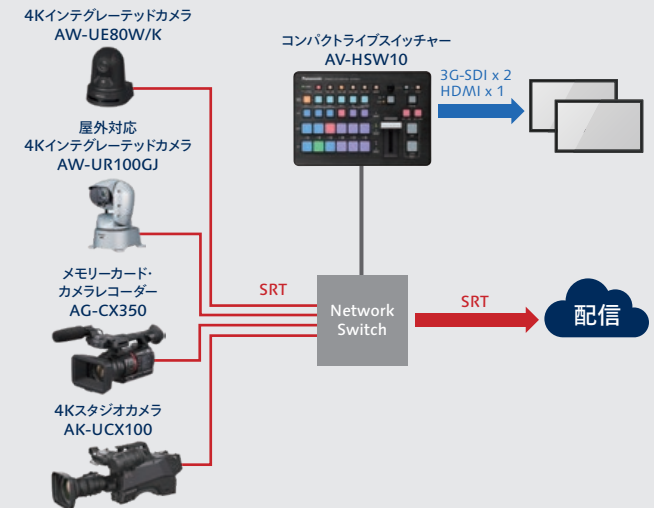 4Kインテグレーテッドカメラ
AW-UE80W/K
屋外対応
4Kインテグレーテッドカメラ
AW-UR100GJ
メモリーカード・
カメラレコーダー
AG-CX350
4Kスタジオカメラ
AK-UCX100
コンパクトライブスイッチャー
AV-HSW10
Panasonic
3G-SDI x 2
HDMI x 1
SRT
Network
Switch
SRT
配信